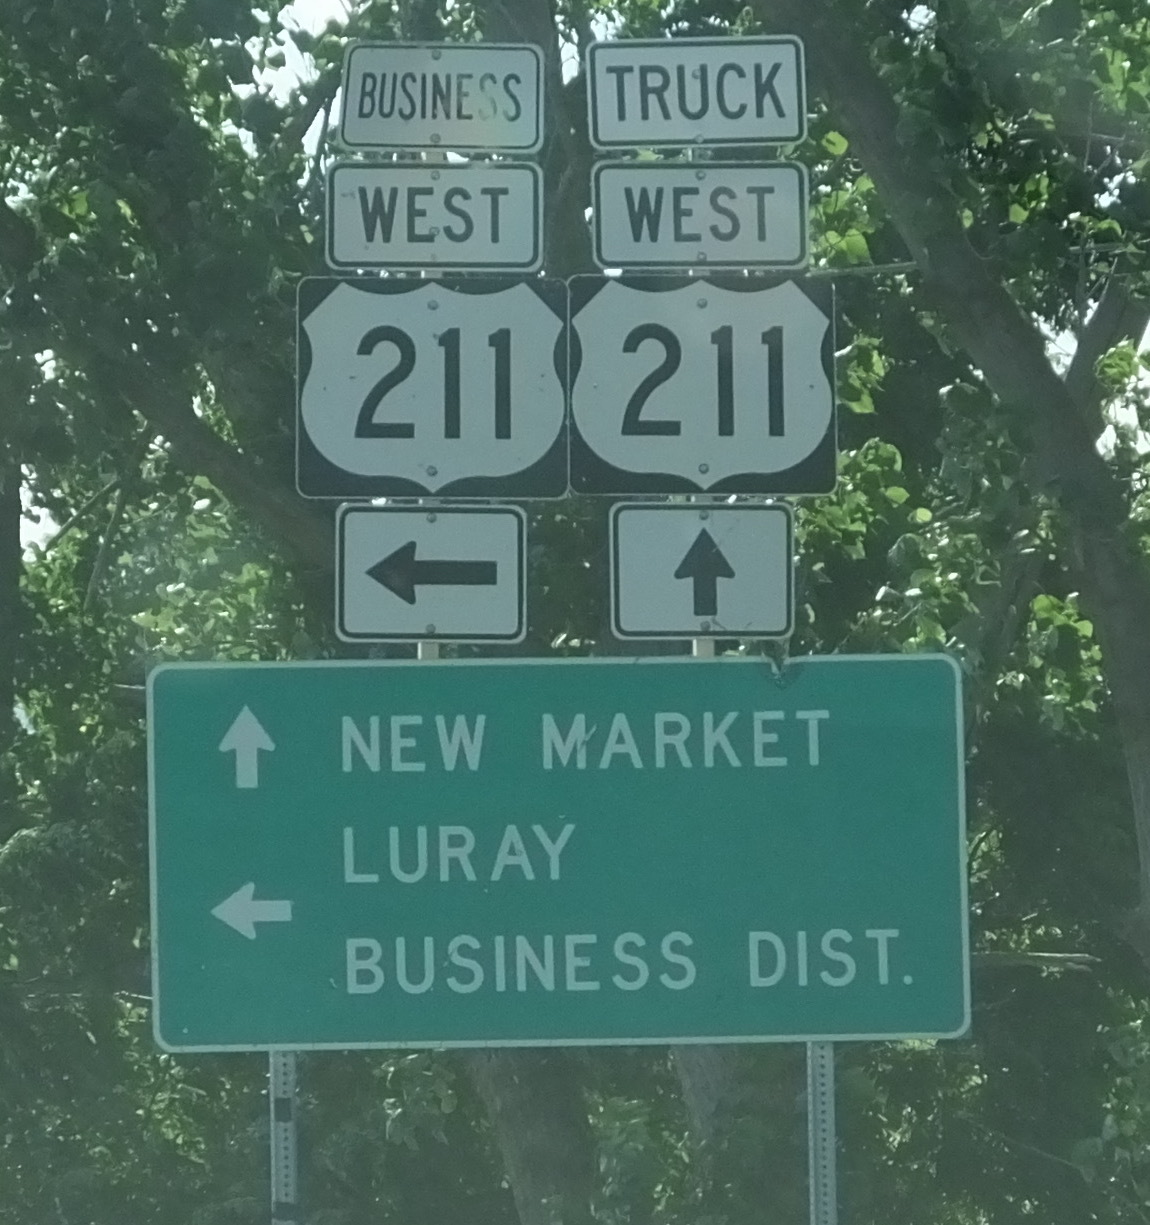 BUSINESS
WEST
211
TRUCK
WEST
211
NEW MARKET
LURAY
BUSINESS DIST.